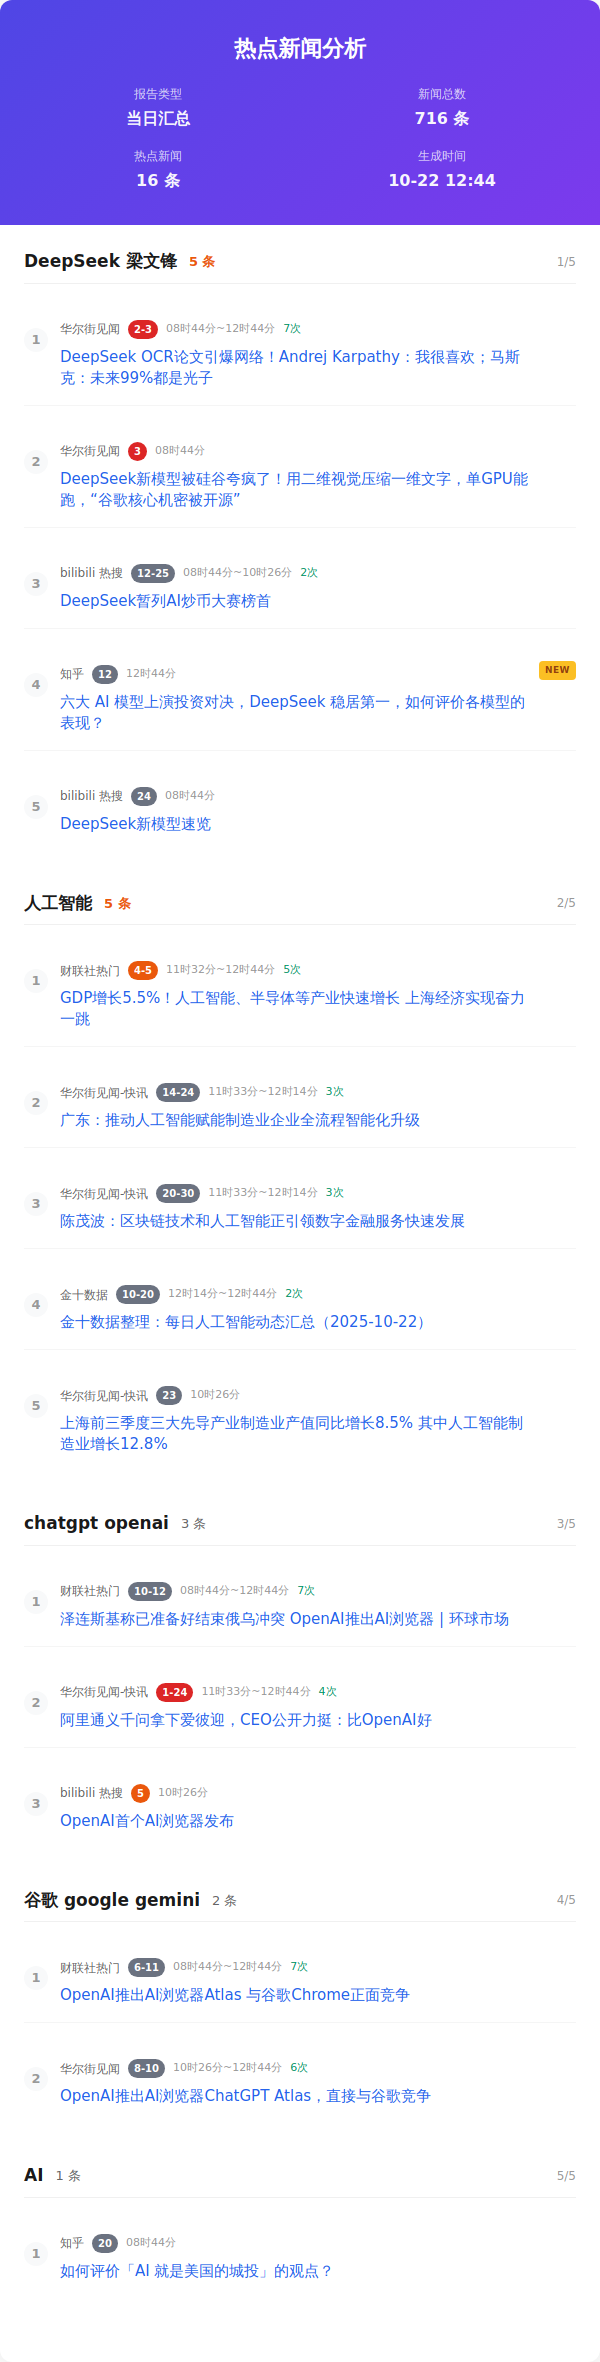 热点新闻分析
报告类型
新闻总数
当日汇总
716 条
热点新闻
生成时间
16 条
10-22 12:44
DeepSeek 梁文锋 5 条 1/5
1 华尔街见闻 2-3 08时44分~12时44分 7次
DeepSeek OCR论文引爆网络！Andrej Karpathy：我很喜欢；马斯
克：未来99%都是光子
2 华尔街见闻 3 08时44分
DeepSeek新模型被硅谷夸疯了！用二维视觉压缩一维文字，单GPU能
跑，“谷歌核心机密被开源”
3 bilibili 热搜 12-25 08时44分~10时26分 2次
DeepSeek暂列AI炒币大赛榜首
4 知乎 12 12时44分 NEW
六大 AI 模型上演投资对决，DeepSeek 稳居第一，如何评价各模型的
表现？
5 bilibili 热搜 24 08时44分
DeepSeek新模型速览
人工智能 5 条 2/5
1 财联社热门 4-5 11时32分~12时44分 5次
GDP增长5.5%！人工智能、半导体等产业快速增长 上海经济实现奋力
一跳
2 华尔街见闻-快讯 14-24 11时33分~12时14分 3次
广东：推动人工智能赋能制造业企业全流程智能化升级
3 华尔街见闻-快讯 20-30 11时33分~12时14分 3次
陈茂波：区块链技术和人工智能正引领数字金融服务快速发展
4 金十数据 10-20 12时14分~12时44分 2次
金十数据整理：每日人工智能动态汇总（2025-10-22）
5 华尔街见闻-快讯 23 10时26分
上海前三季度三大先导产业制造业产值同比增长8.5% 其中人工智能制
造业增长12.8%
chatgpt openai 3 条 3/5
1 财联社热门 10-12 08时44分~12时44分 7次
泽连斯基称已准备好结束俄乌冲突 OpenAI推出AI浏览器 | 环球市场
2 华尔街见闻-快讯 1-24 11时33分~12时44分 4次
阿里通义千问拿下爱彼迎，CEO公开力挺：比OpenAI好
3 bilibili 热搜 5 10时26分
OpenAI首个AI浏览器发布
谷歌 google gemini 2 条 4/5
1 财联社热门 6-11 08时44分~12时44分 7次
OpenAI推出AI浏览器Atlas 与谷歌Chrome正面竞争
2 华尔街见闻 8-10 10时26分~12时44分 6次
OpenAI推出AI浏览器ChatGPT Atlas，直接与谷歌竞争
AI 1 条 5/5
1 知乎 20 08时44分
如何评价「AI 就是美国的城投」的观点？